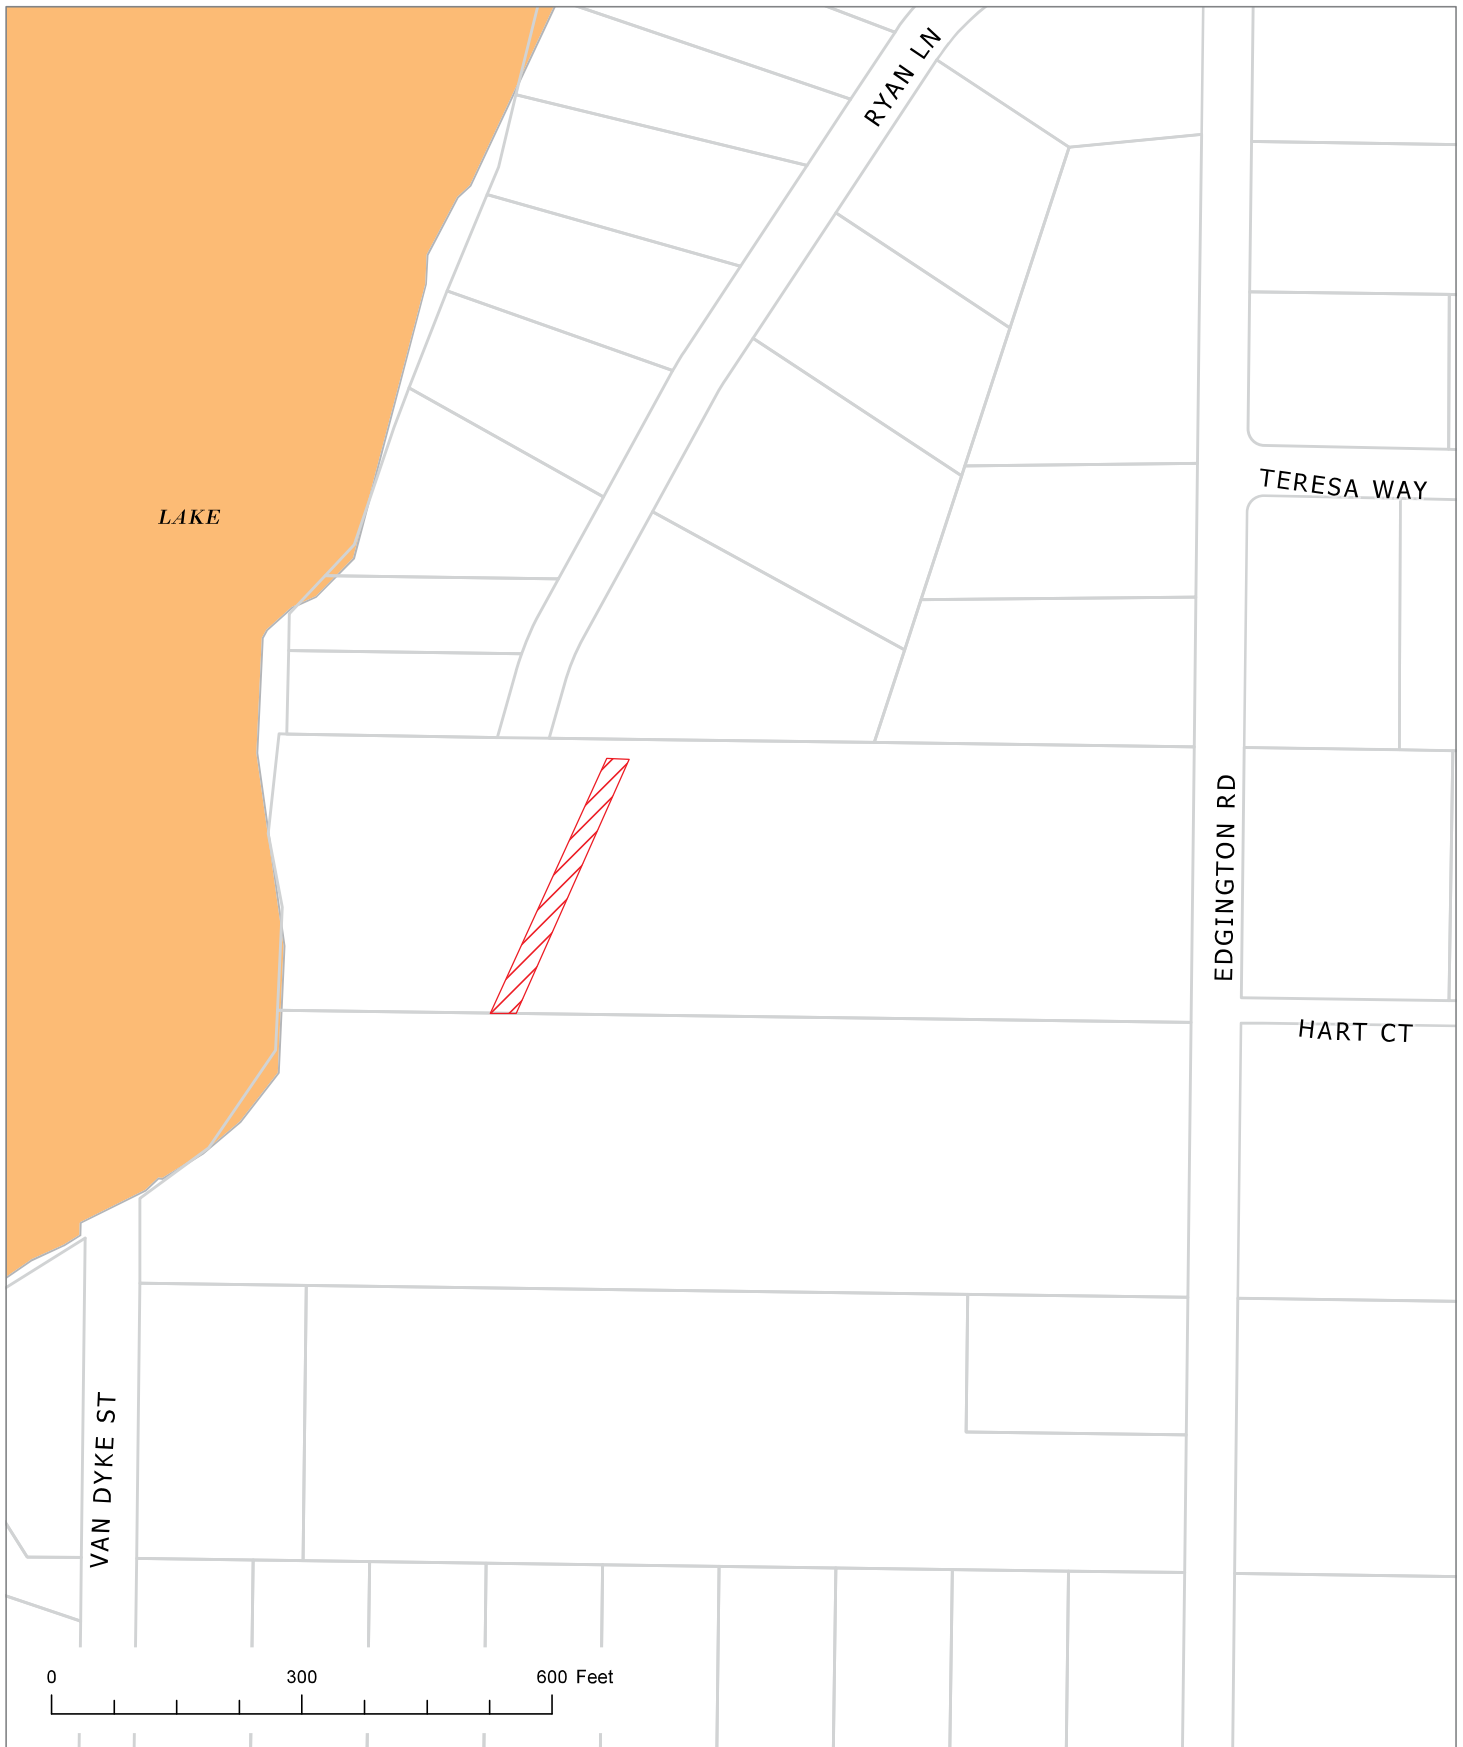 RYAN LN
TERESA WAY
LAKE
EDGINGTON RD
HART CT
VAN DYKE ST
0 300 600 Feet